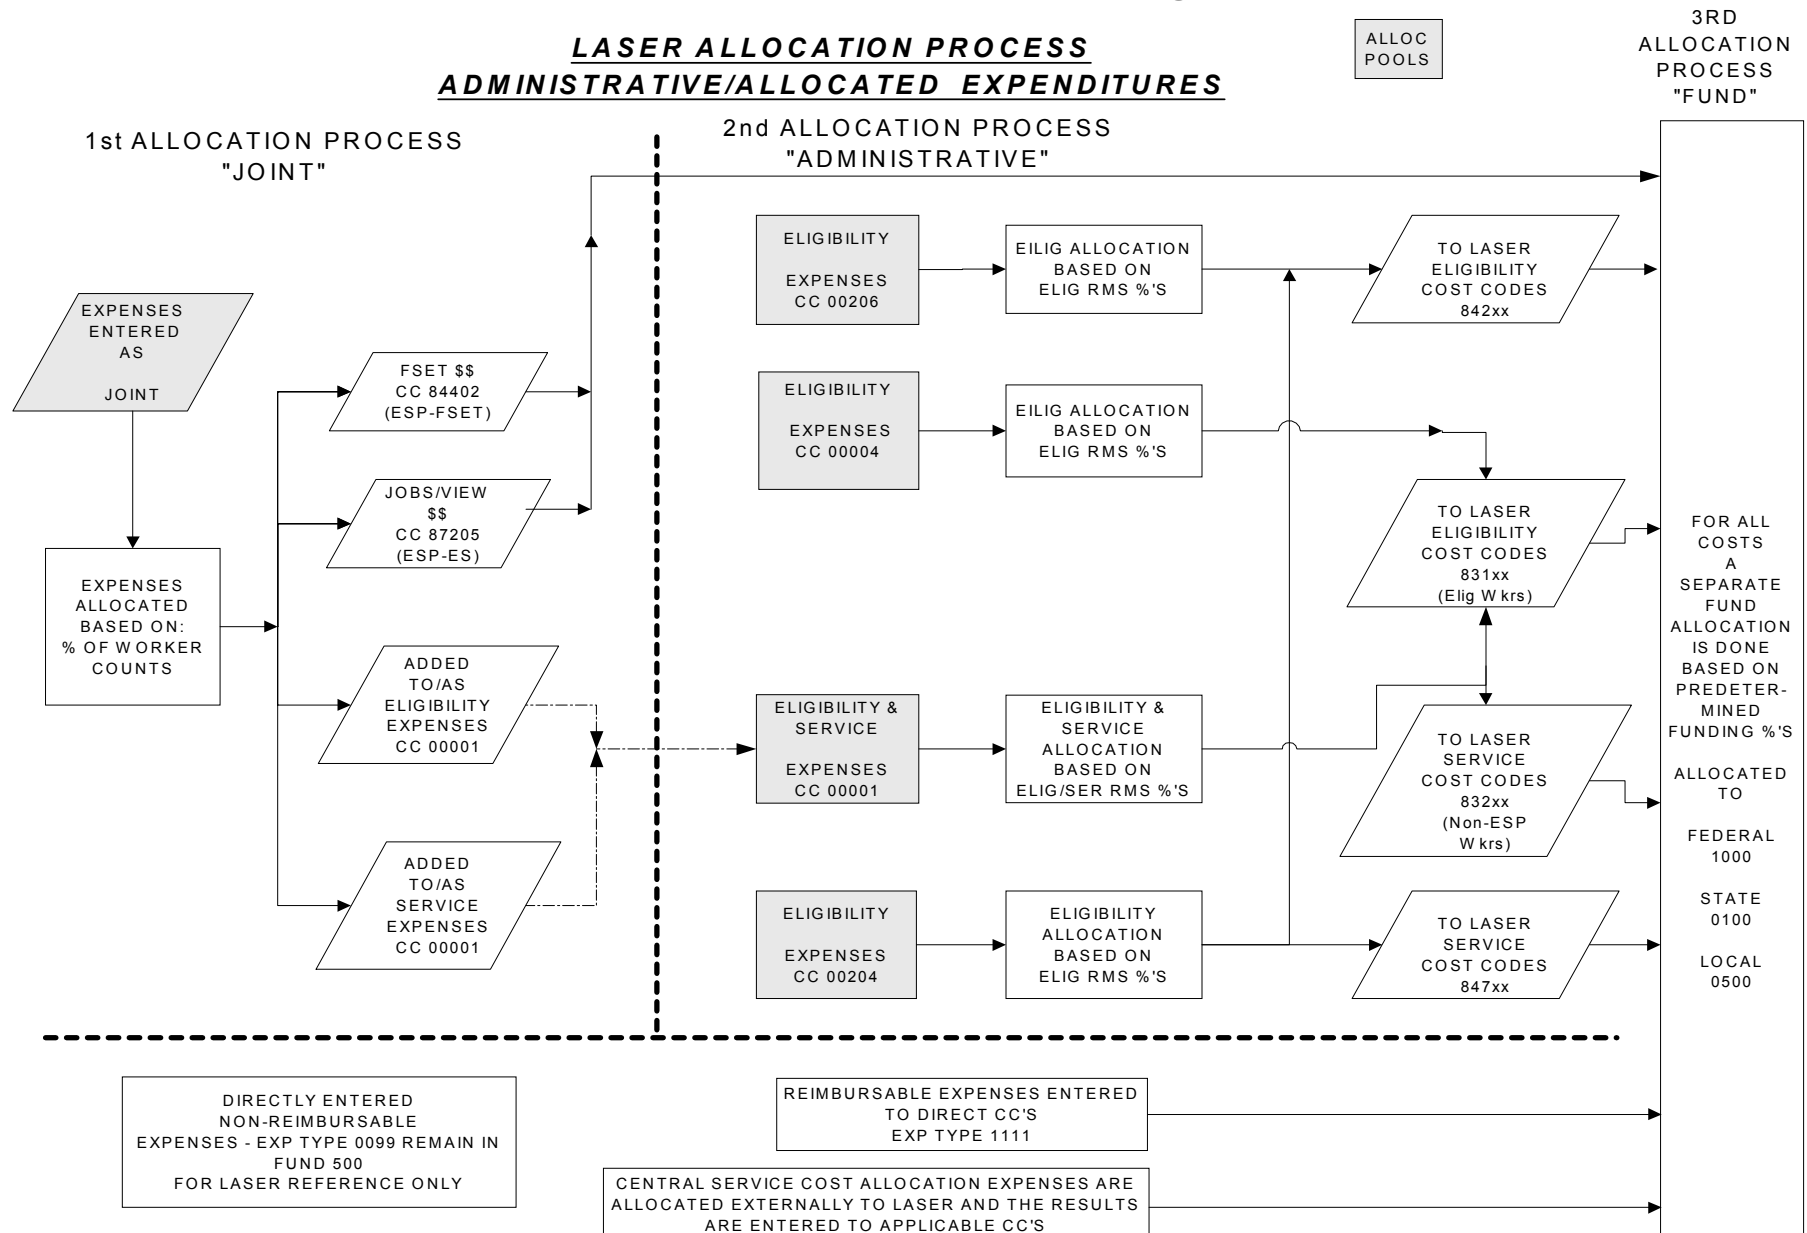 LASER ALLOCATION PROCESS
ADMINISTRATIVE/ALLOCATED EXPENDITURES
ALLOC
POOLS
3RD
ALLOCATION
PROCESS
"FUND"
1st ALLOCATION PROCESS
"JOINT"
2nd ALLOCATION PROCESS
"ADMINISTRATIVE"
EXPENSES
ENTERED
AS
JOINT
EXPENSES
ALLOCATED
BASED ON:
% OF WORKER
COUNTS
FSET $$
CC 84402
(ESP-FSET)
JOBS/VIEW
$$
CC 87205
(ESP-ES)
ADDED
TO/AS
ELIGIBILITY
EXPENSES
CC 00001
ADDED
TO/AS
SERVICE
EXPENSES
CC 00001
ELIGIBILITY
EXPENSES
CC 00206
EILIG ALLOCATION
BASED ON
ELIG RMS %'S
TO LASER
ELIGIBILITY
COST CODES
842xx
ELIGIBILITY
EXPENSES
CC 00004
EILIG ALLOCATION
BASED ON
ELIG RMS %'S
TO LASER
ELIGIBILITY
COST CODES
831xx
(Elig Wkrs)
ELIGIBILITY &
SERVICE
EXPENSES
CC 00001
ELIGIBILITY &
SERVICE
ALLOCATION
BASED ON
ELIG/SER RMS %'S
TO LASER
SERVICE
COST CODES
832xx
(Non-ESP
Wkrs)
ELIGIBILITY
EXPENSES
CC 00204
ELIGIBILITY
ALLOCATION
BASED ON
ELIG RMS %'S
TO LASER
SERVICE
COST CODES
847xx
FOR ALL
COSTS
A
SEPARATE
FUND
ALLOCATION
IS DONE
BASED ON
PREDETER-
MINED
FUNDING %'S
ALLOCATED
TO
FEDERAL
1000
STATE
0100
LOCAL
0500
DIRECTLY ENTERED
NON-REIMBURSABLE
EXPENSES - EXP TYPE 0099 REMAIN IN
FUND 500
FOR LASER REFERENCE ONLY
REIMBURSABLE EXPENSES ENTERED
TO DIRECT CC'S
EXP TYPE 1111
CENTRAL SERVICE COST ALLOCATION EXPENSES ARE
ALLOCATED EXTERNALLY TO LASER AND THE RESULTS
ARE ENTERED TO APPLICABLE CC'S